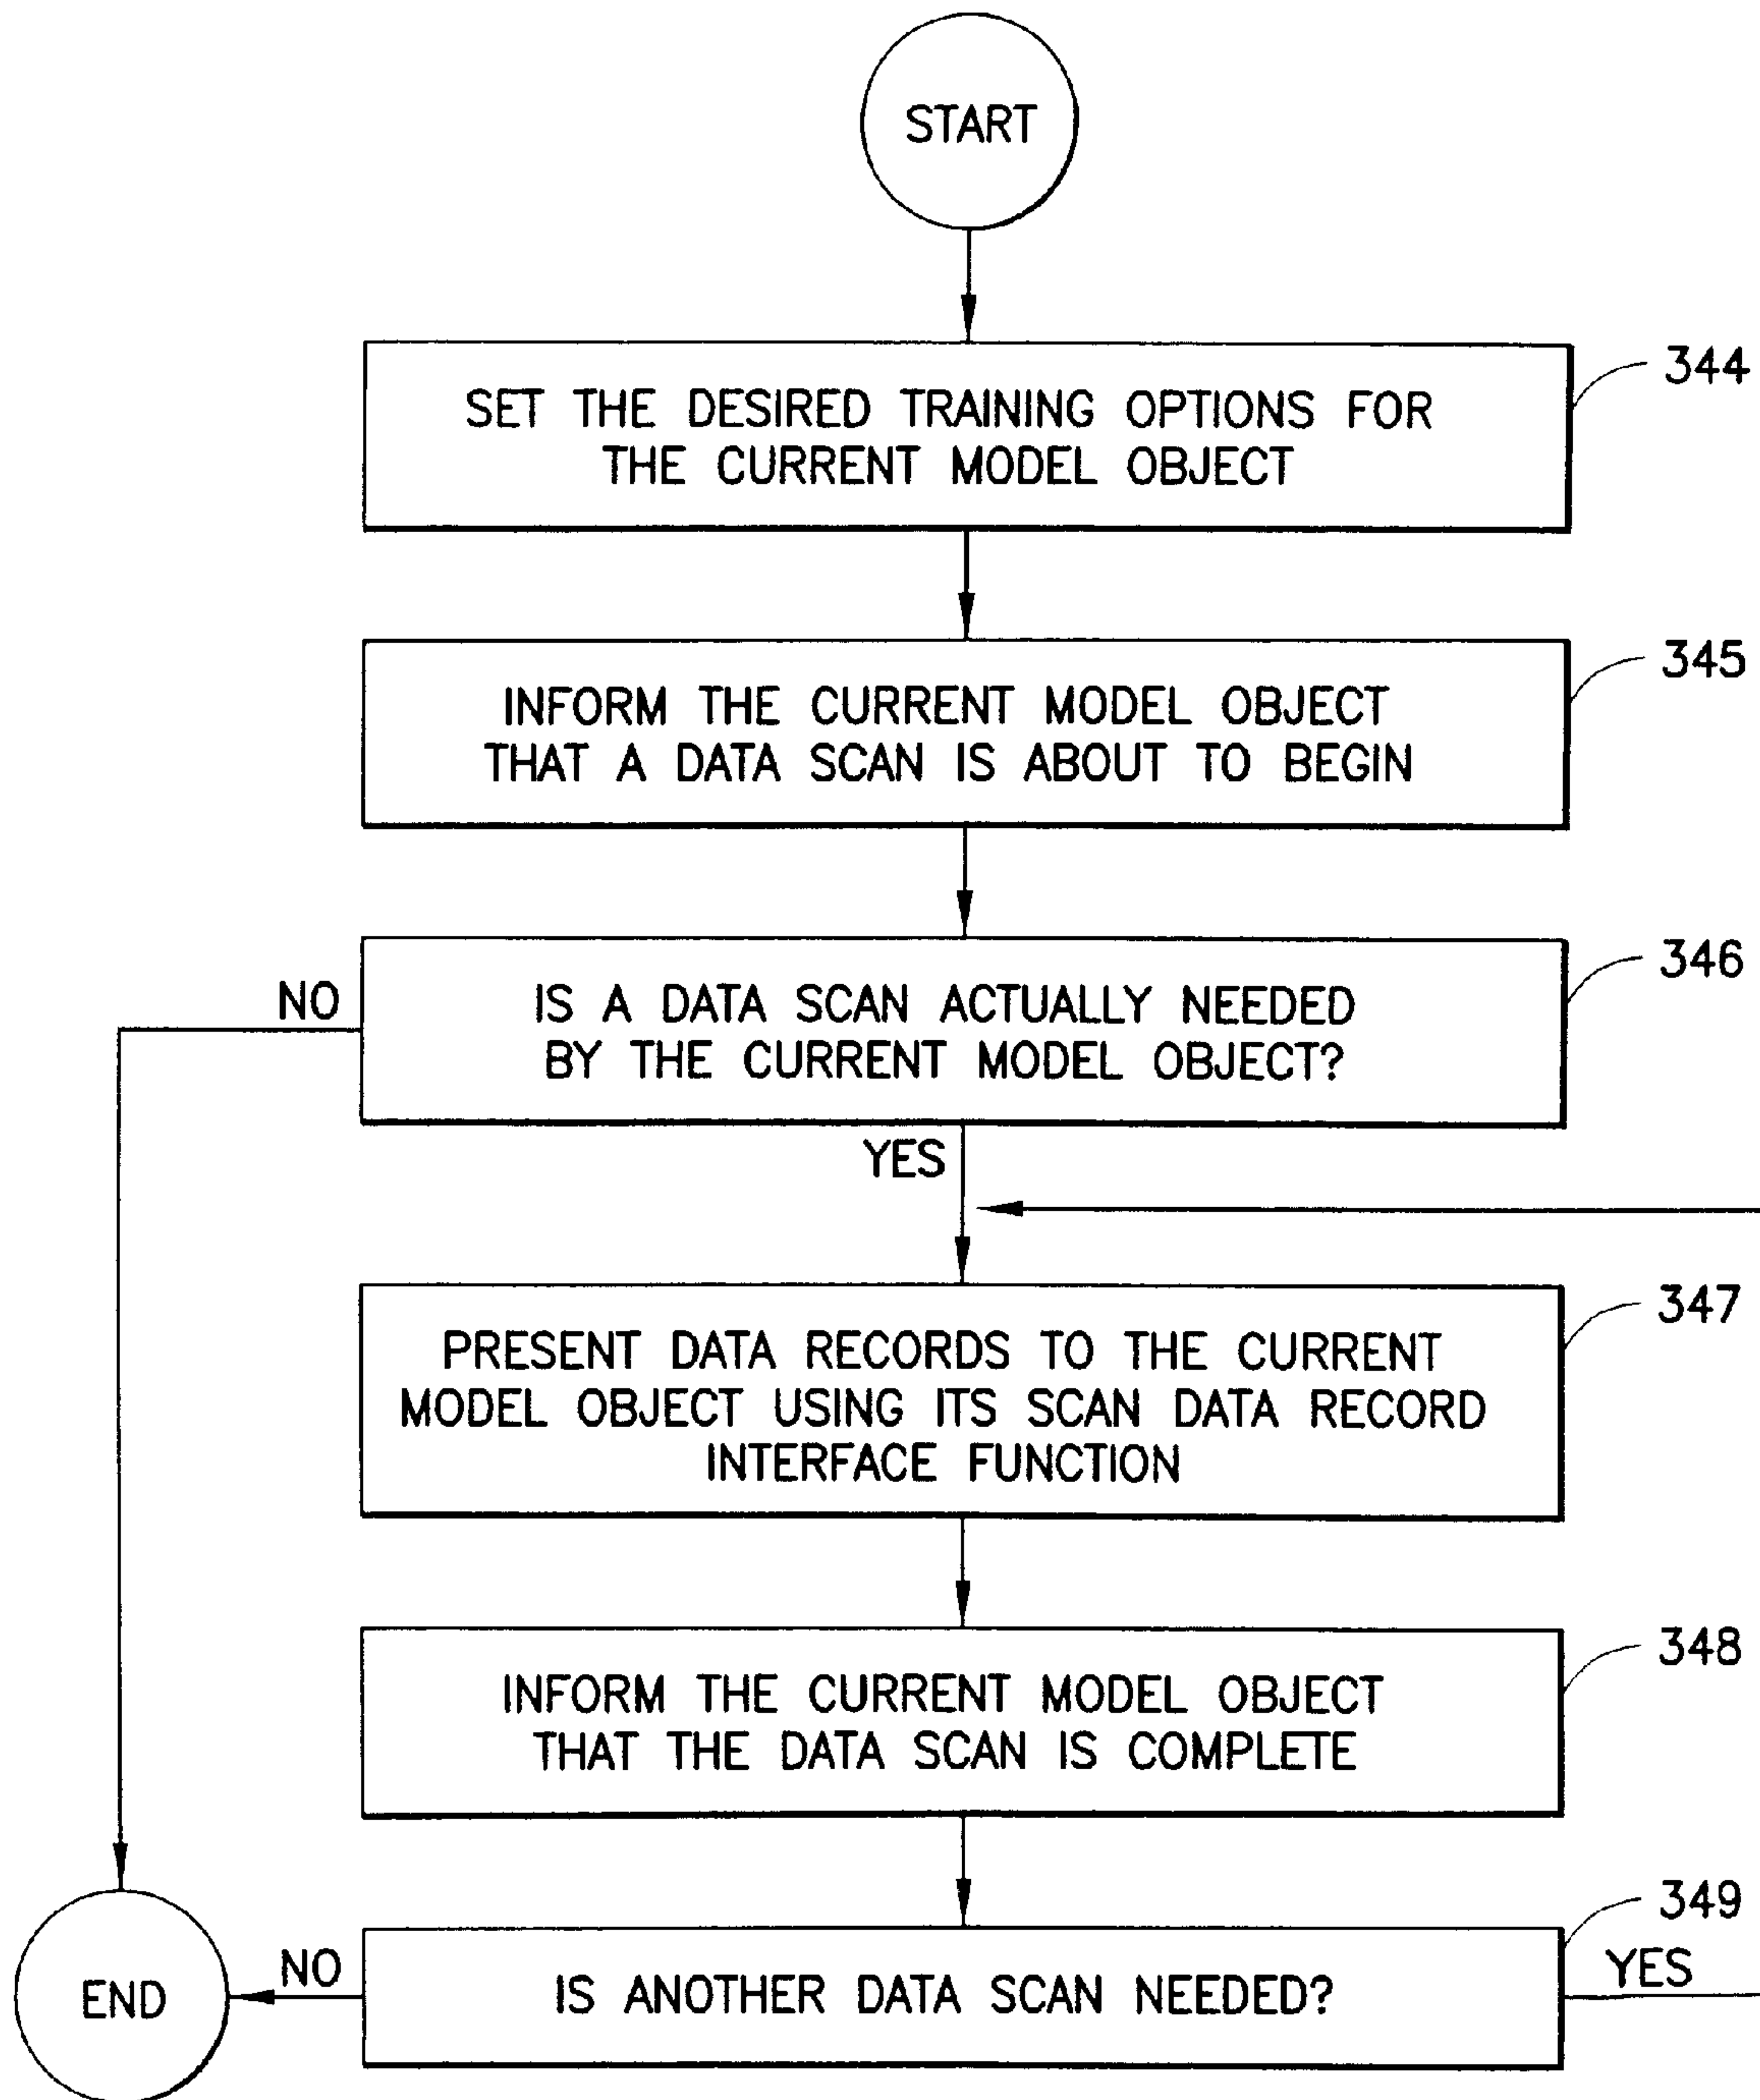 START
SET THE DESIRED TRAINING OPTIONS FOR
THE CURRENT MODEL OBJECT
344
INFORM THE CURRENT MODEL OBJECT
THAT A DATA SCAN IS ABOUT TO BEGIN
345
NO
IS A DATA SCAN ACTUALLY NEEDED
BY THE CURRENT MODEL OBJECT?
346
YES
PRESENT DATA RECORDS TO THE CURRENT
MODEL OBJECT USING ITS SCAN DATA RECORD
INTERFACE FUNCTION
347
INFORM THE CURRENT MODEL OBJECT
THAT THE DATA SCAN IS COMPLETE
348
END
NO
IS ANOTHER DATA SCAN NEEDED?
349
YES